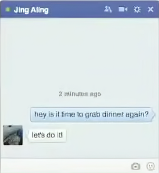 Jing Aling
2 minutes ago
hey is it time to grab dinner again?
let's do it!